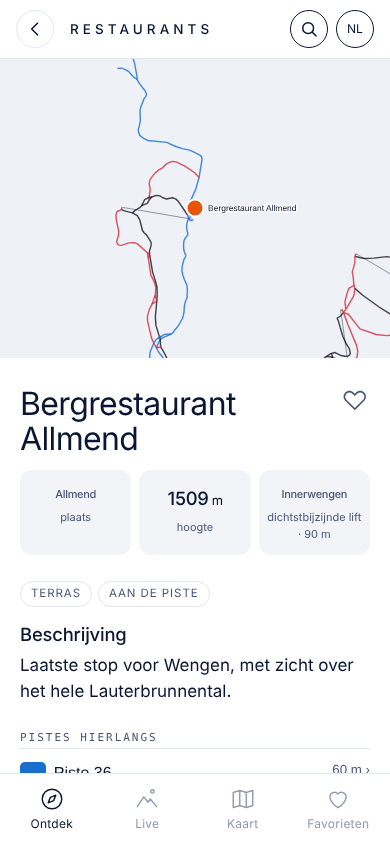 RESTAURANTS
NL
Bergrestaurant Allmend
Bergrestaurant
Allmend
Allmend
plaats
1509 m
hoogte
Innerwengen
dichtstbijzijnde lift
· 90 m
TERRAS
AAN DE PISTE
Beschrijving
Laatste stop voor Wengen, met zicht over
het hele Lauterbrunnental.
PISTES HIERLANGS
Piste 36
60 m ›
Ontdek
Live
Kaart
Favorieten